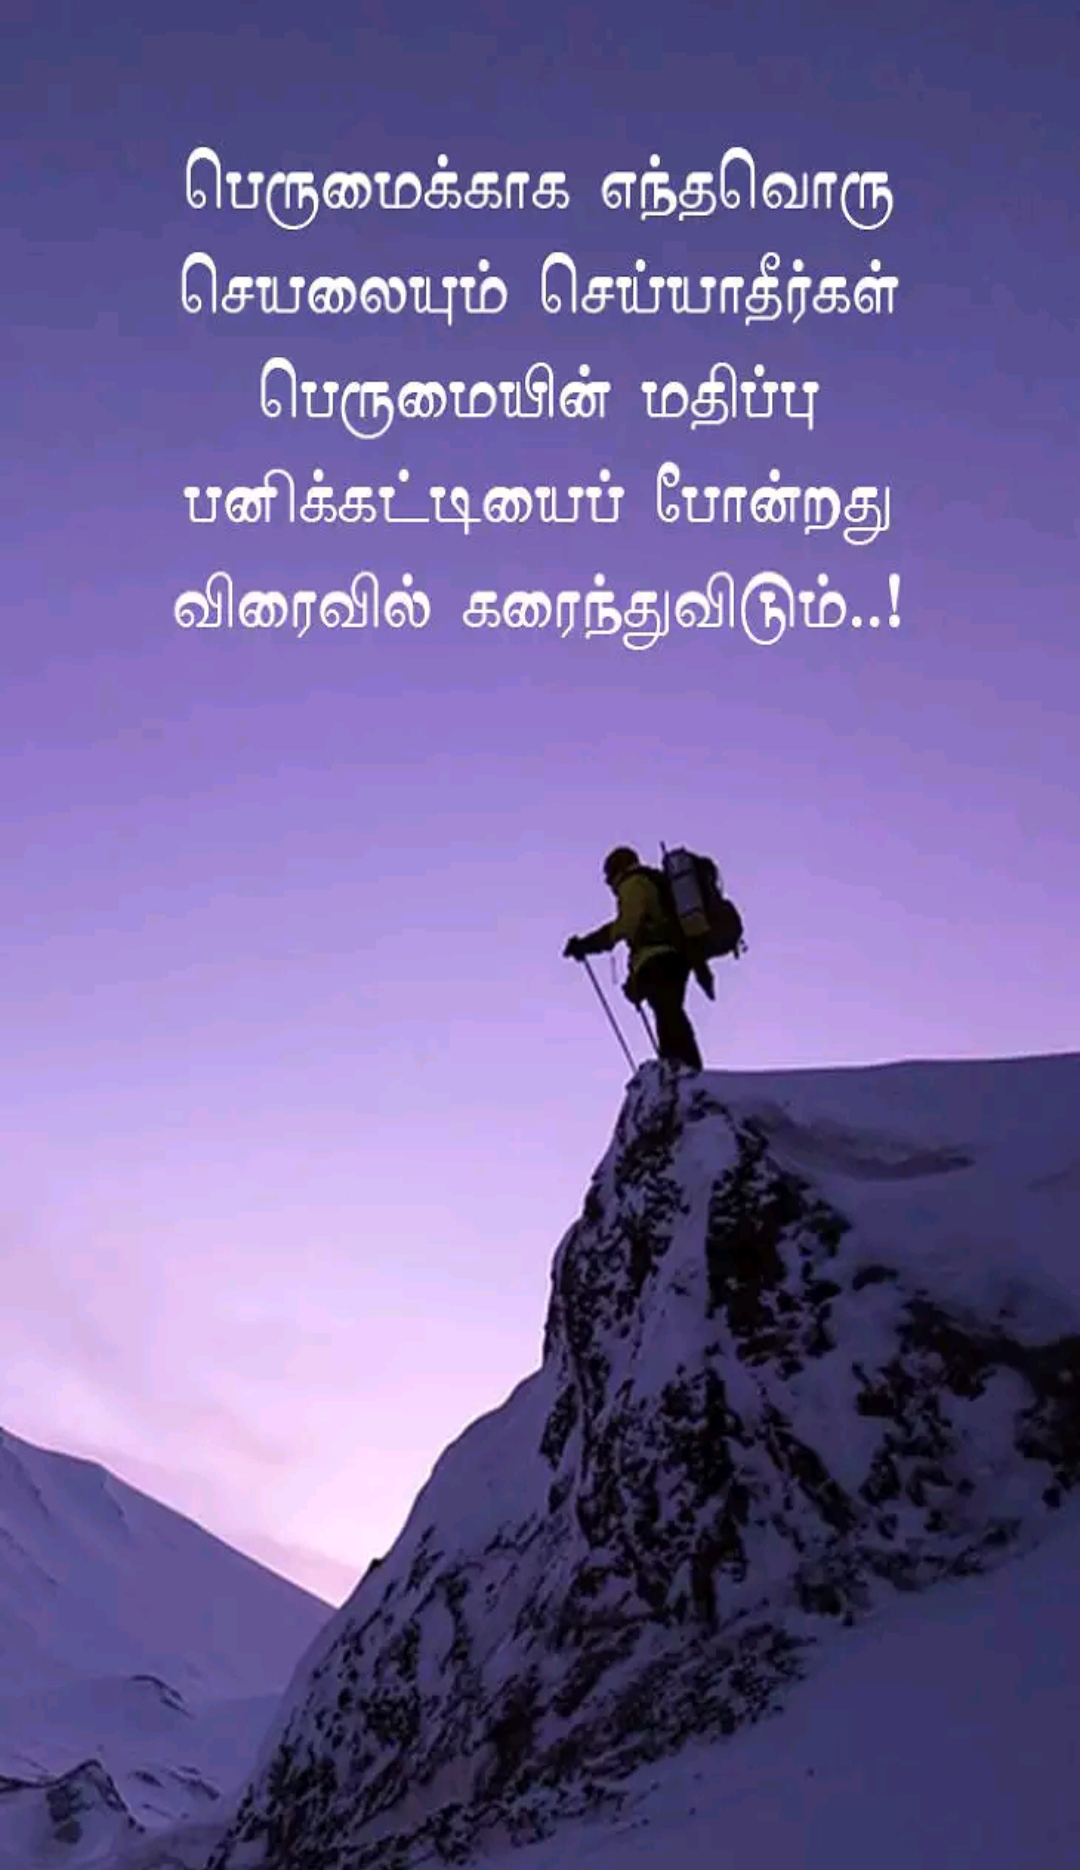 பெருமைக்காக எந்தவொரு
செயலையும் செய்யாதீர்கள்
பெருமையின் மதிப்பு
பனிக்கட்டியைப் போன்றது
விரைவில் கரைந்துவிடும்..!